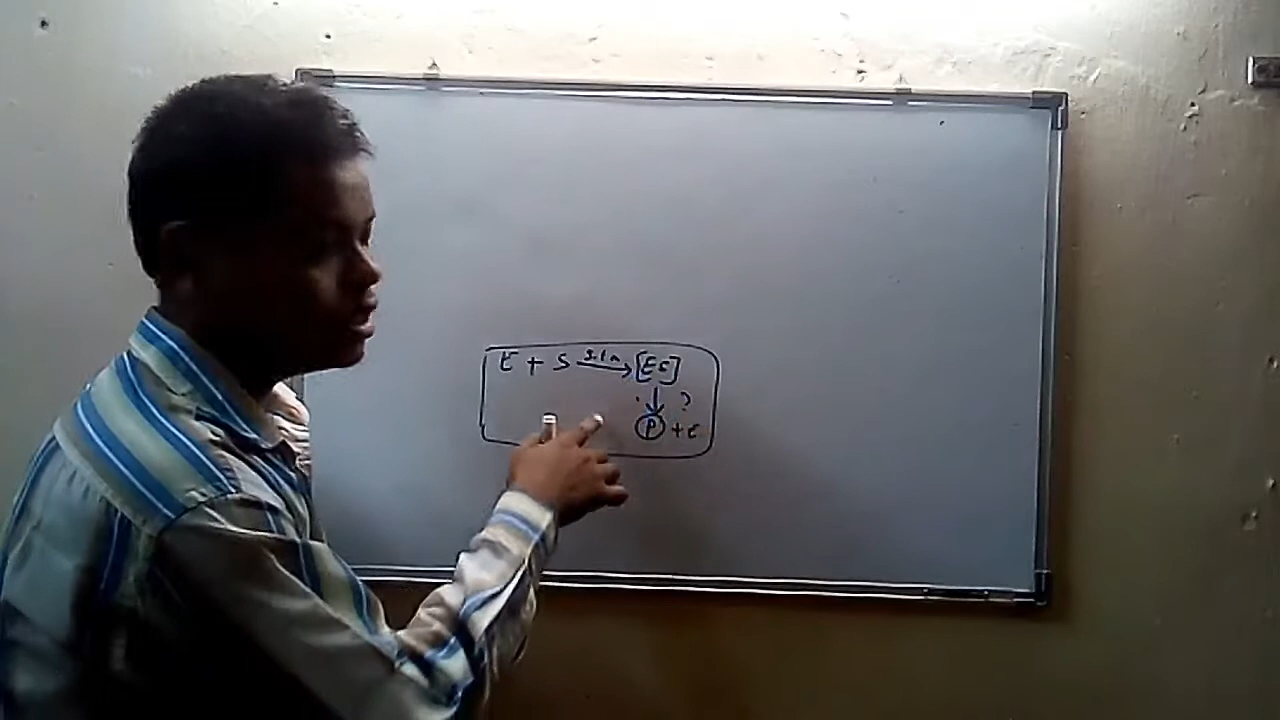 E + S → [ES]
?
P + E